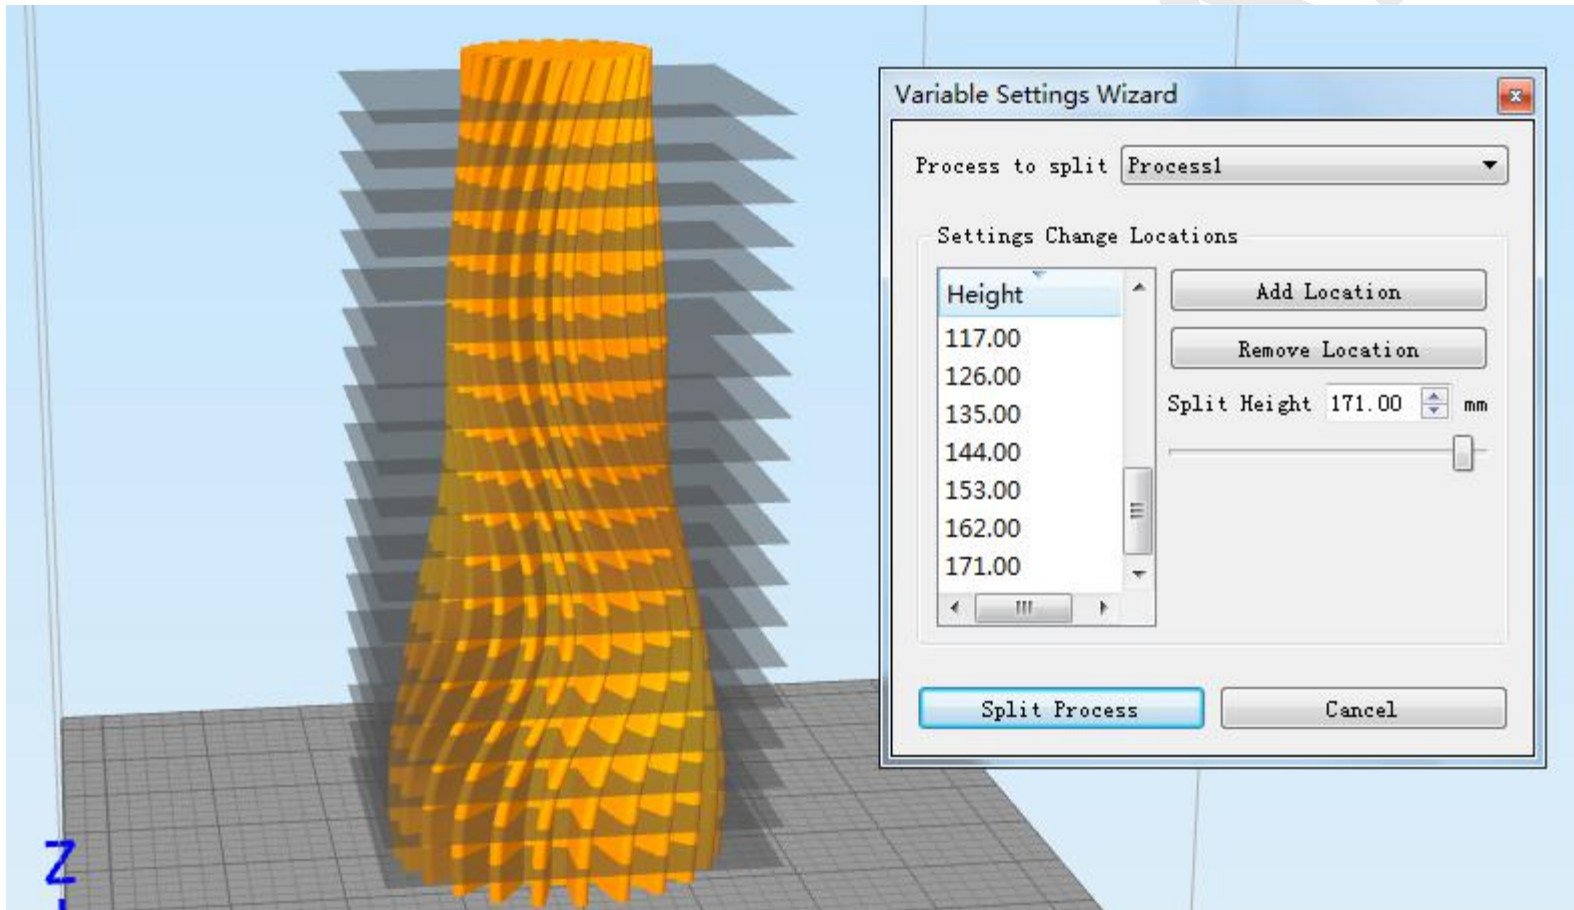 Variable Settings Wizard
x
Process to split Process1
Settings Change Locations
Height
117.00
126.00
135.00
144.00
153.00
162.00
171.00
Add Location
Remove Location
Split Height 171.00 mm
Split Process
Cancel
Z